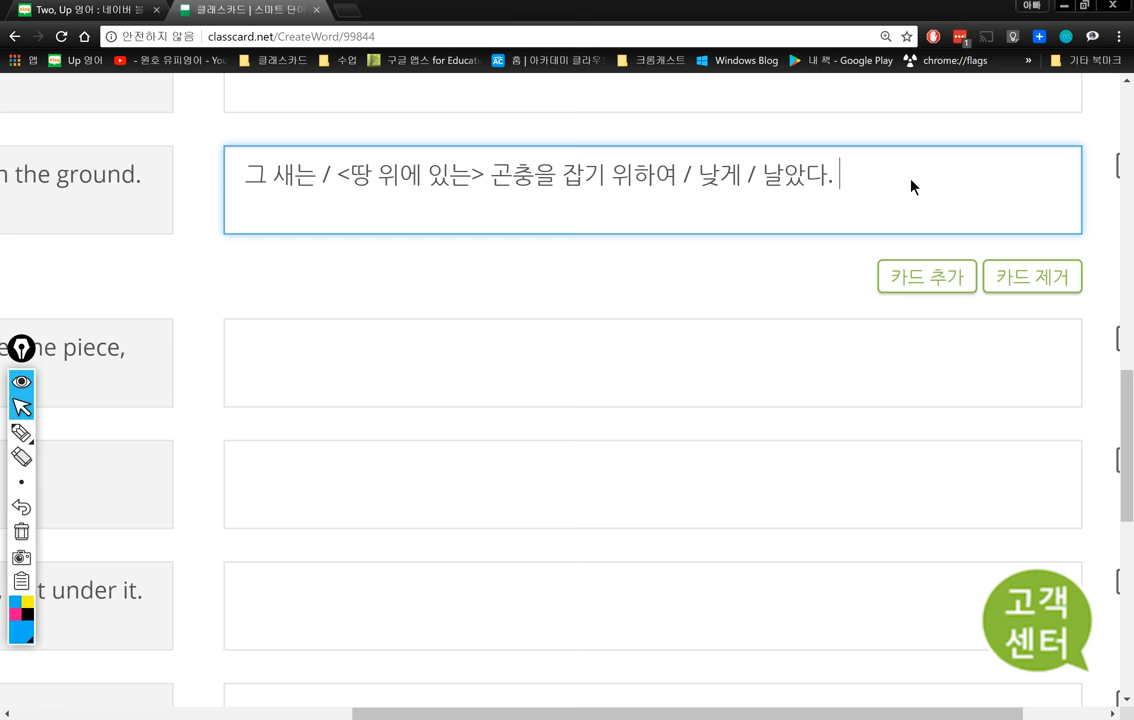 Two, Up 영어 : 네이버 블
클래스카드 | 스마트 단어
아빠
안전하지 않음
classcard.net/CreateWord/99844
앱
Up 영어
- 원호 유피영어 - You
클래스카드
수업
구글 앱스 for Educati
홈 | 아카데미 클라우드
크롬캐스트
Windows Blog
내 책 - Google Play
chrome://flags
»
기타 북마크
n the ground.
그 새는 / <땅 위에 있는> 곤충을 잡기 위하여 / 낮게 / 날았다.
카드 추가
카드 제거
e piece,
t under it.
고객
센터